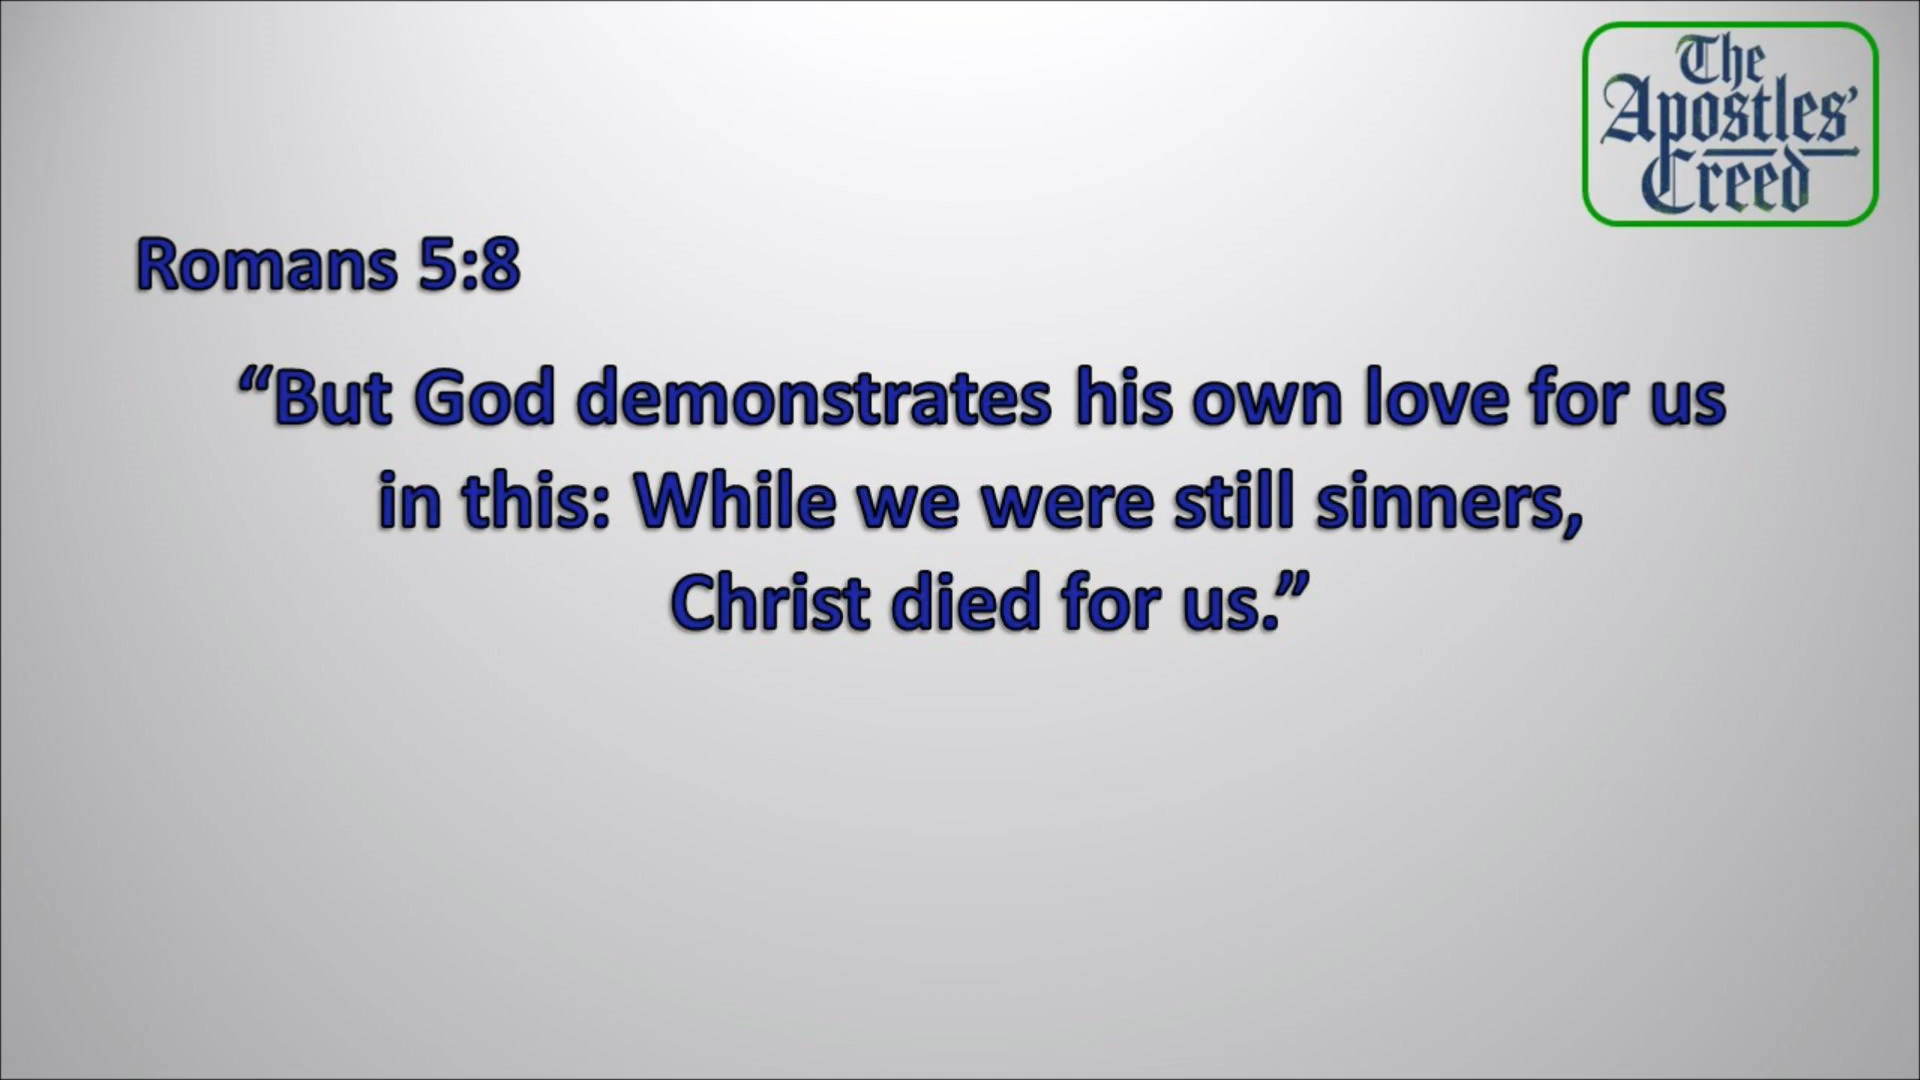 The
Apostles’
Creed
Romans 5:8
“But God demonstrates his own love for us
in this: While we were still sinners,
Christ died for us.”